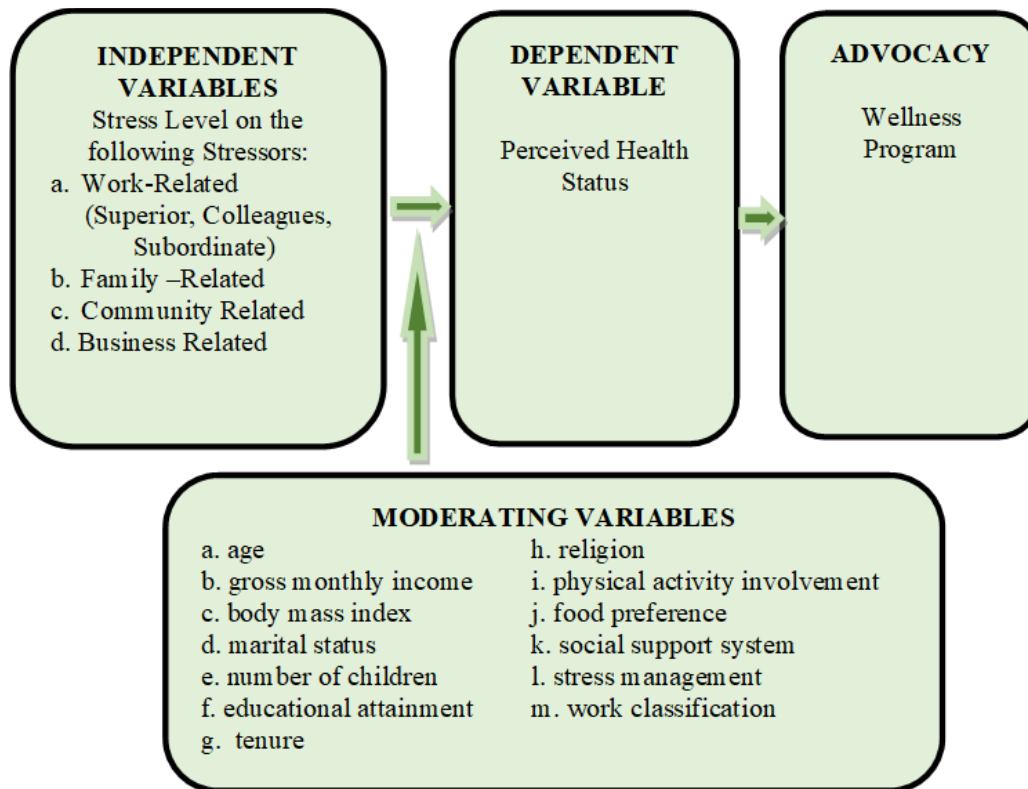 INDEPENDENT
VARIABLES
Stress Level on the
following Stressors:
a. Work-Related
(Superior, Colleagues,
Subordinate)
b. Family –Related
c. Community Related
d. Business Related
DEPENDENT
VARIABLE
Perceived Health
Status
ADVOCACY
Wellness
Program
MODERATING VARIABLES
a. age
b. gross monthly income
c. body mass index
d. marital status
e. number of children
f. educational attainment
g. tenure
h. religion
i. physical activity involvement
j. food preference
k. social support system
l. stress management
m. work classification